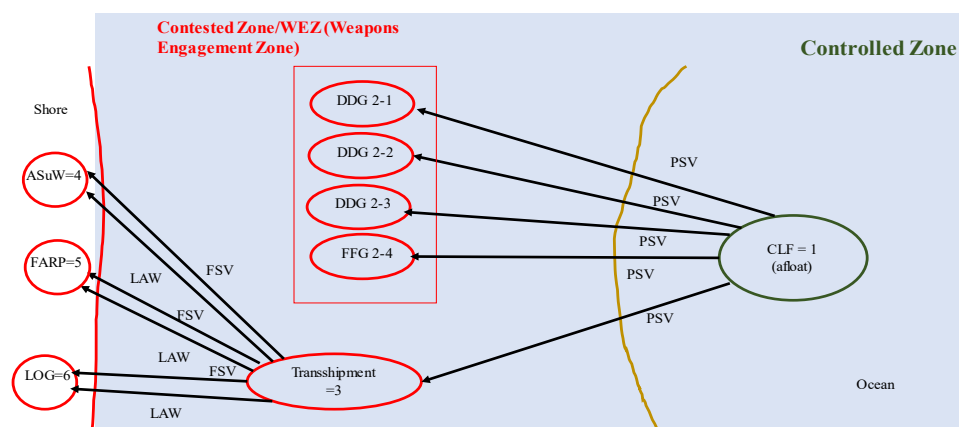 Contested Zone/WEZ (Weapons
Engagement Zone)
Controlled Zone
Shore
DDG 2-1
DDG 2-2
DDG 2-3
FFG 2-4
PSV
PSV
PSV
PSV
PSV
CLF = 1
(afloat)
ASuW=4
FARP=5
LOG=6
FSV
LAW
FSV
LAW
FSV
LAW
Transshipment
=3
Ocean